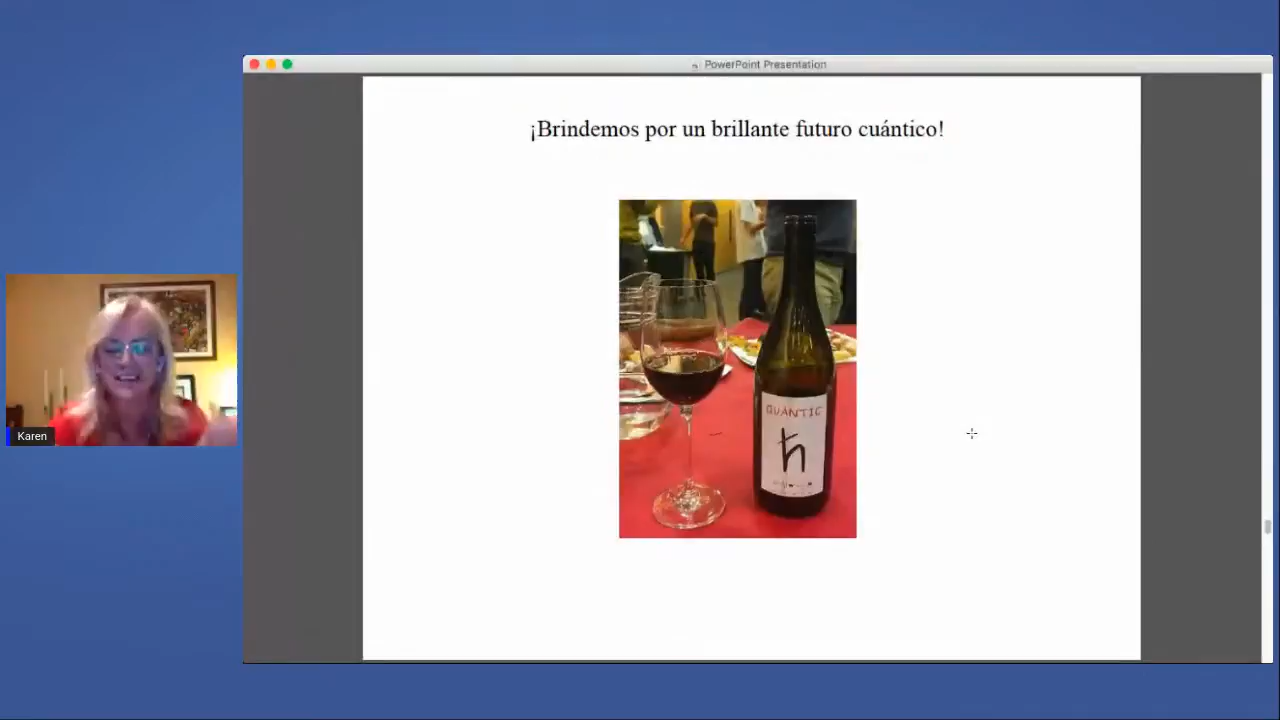 PowerPoint Presentation
¡Brindemos por un brillante futuro cuántico!
QUANTIC
ħ
Karen